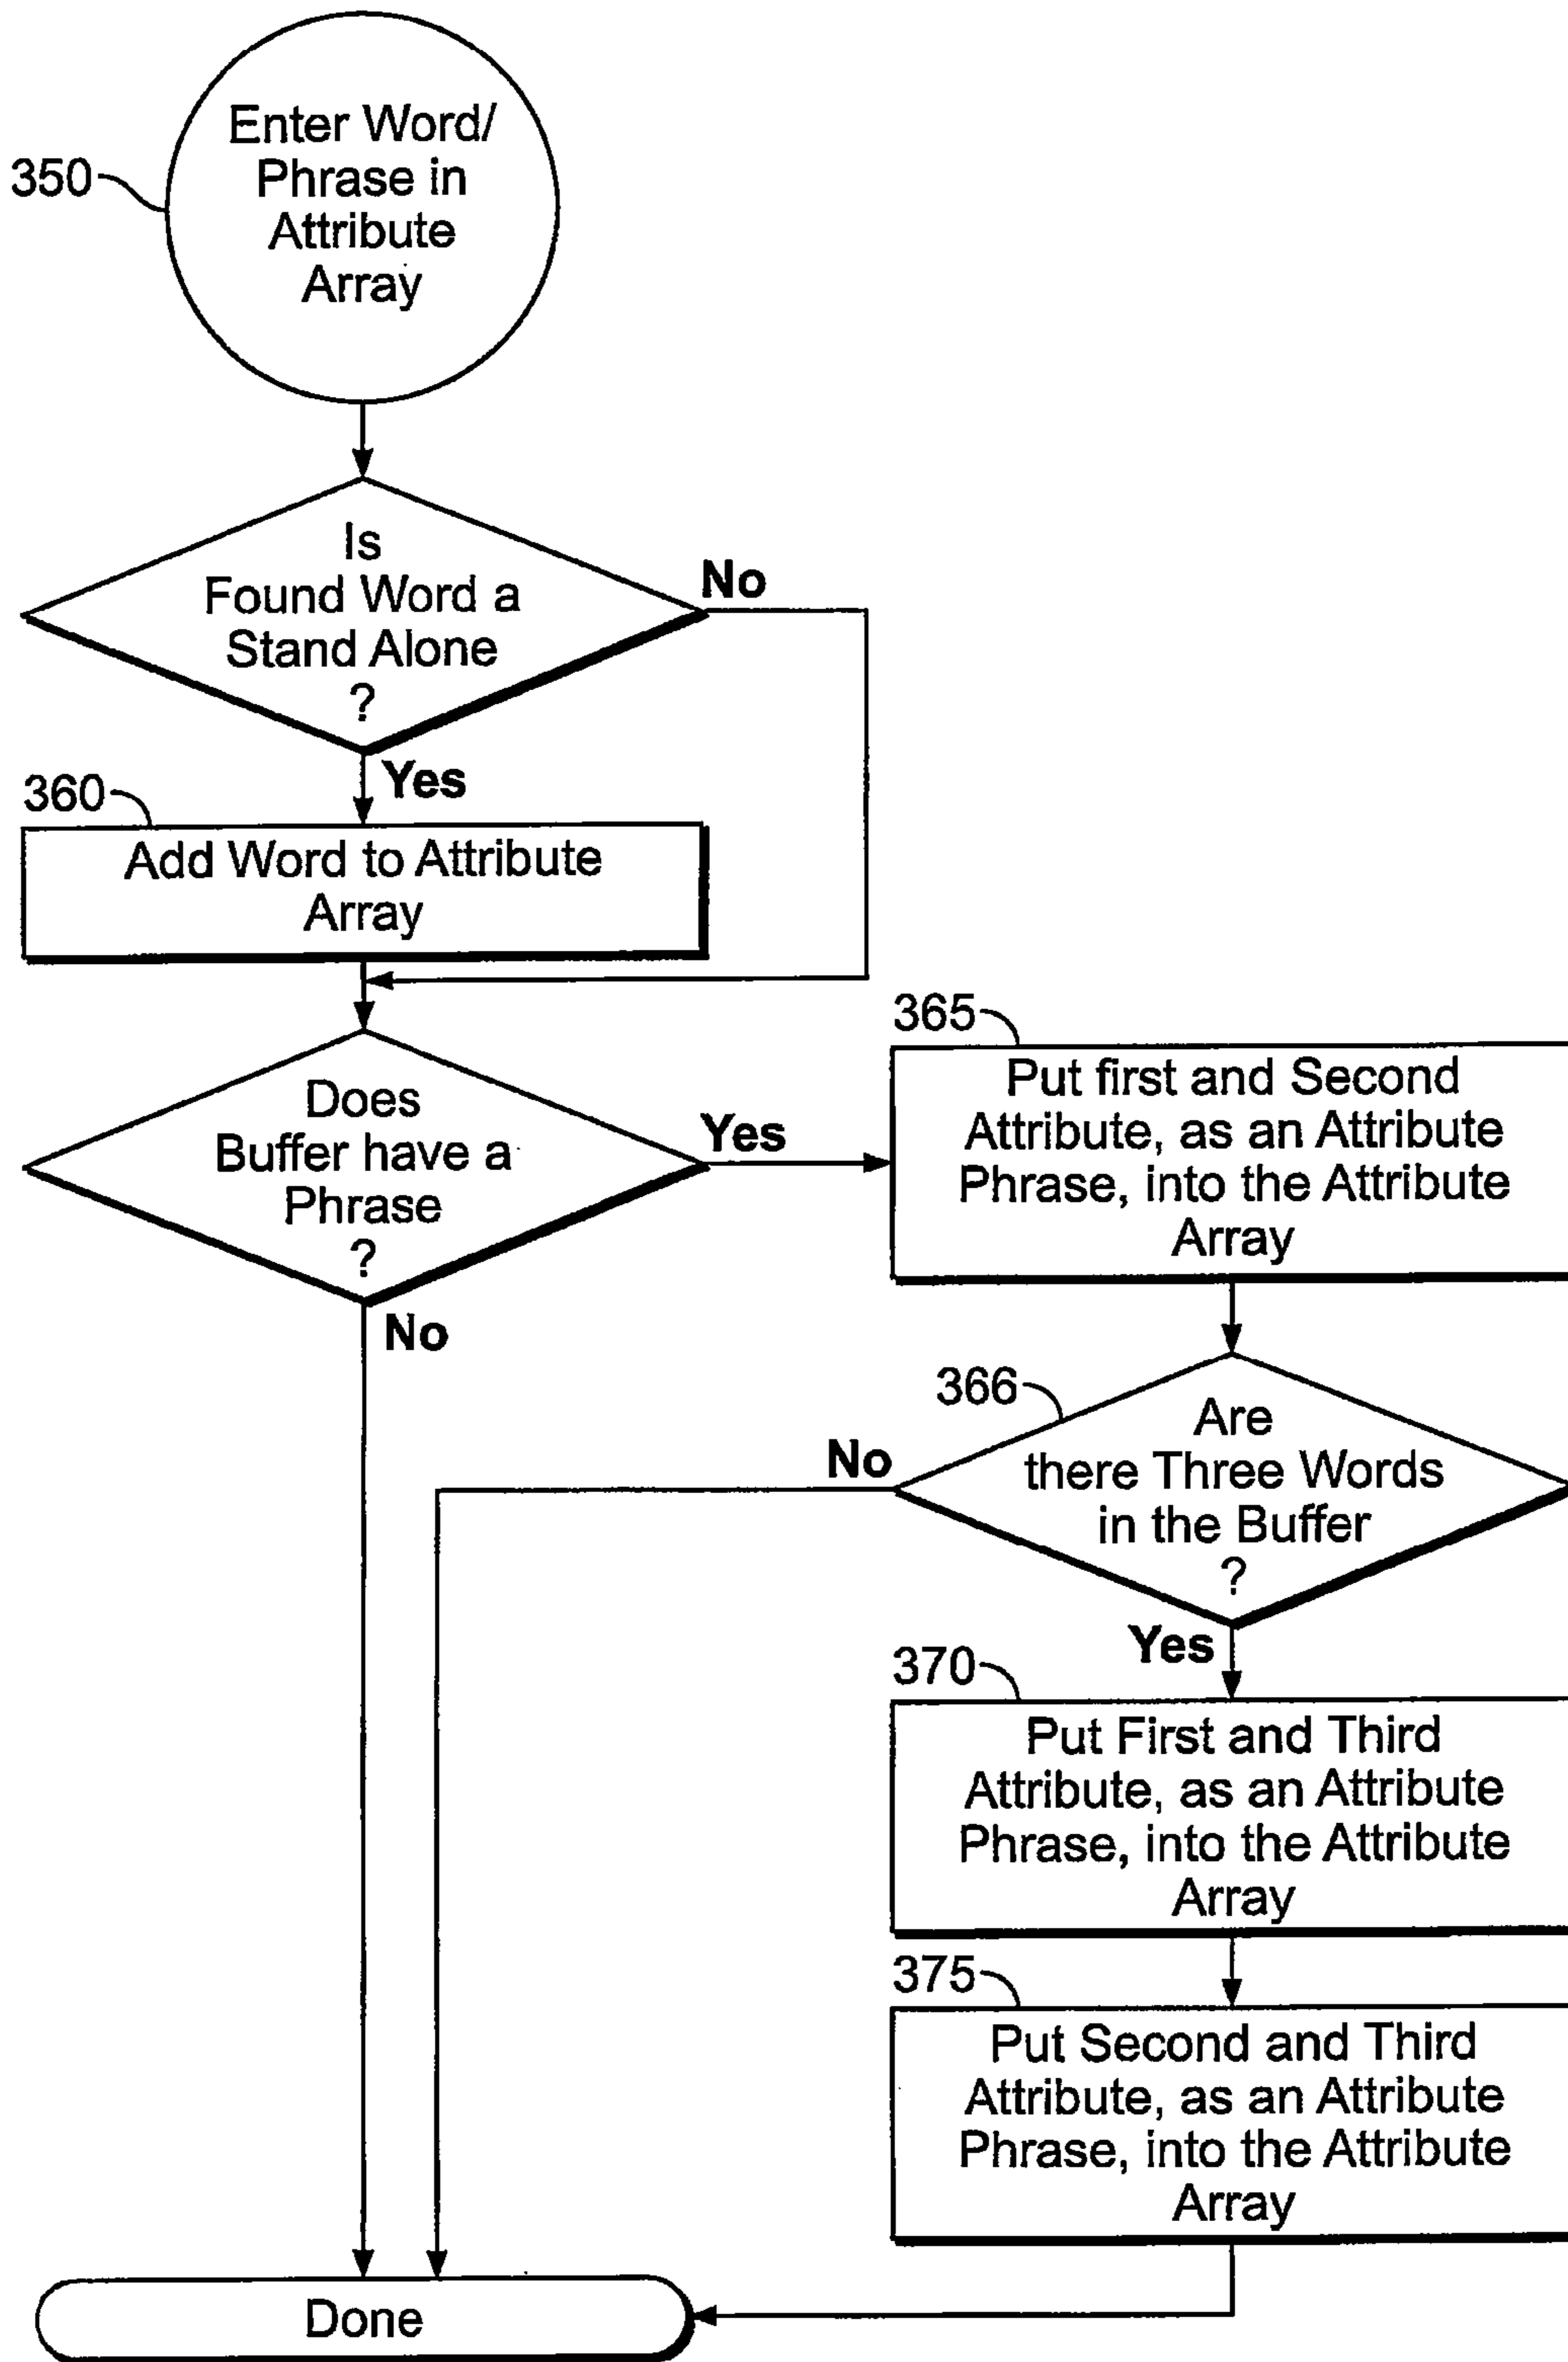 350
Enter Word/
Phrase in
Attribute
Array
Is
Found Word a
Stand Alone
?
No
Yes
360
Add Word to Attribute
Array
Does
Buffer have a
Phrase
?
Yes
No
365
Put first and Second
Attribute, as an Attribute
Phrase, into the Attribute
Array
366
Are
there Three Words
in the Buffer
?
No
Yes
370
Put First and Third
Attribute, as an Attribute
Phrase, into the Attribute
Array
375
Put Second and Third
Attribute, as an Attribute
Phrase, into the Attribute
Array
Done